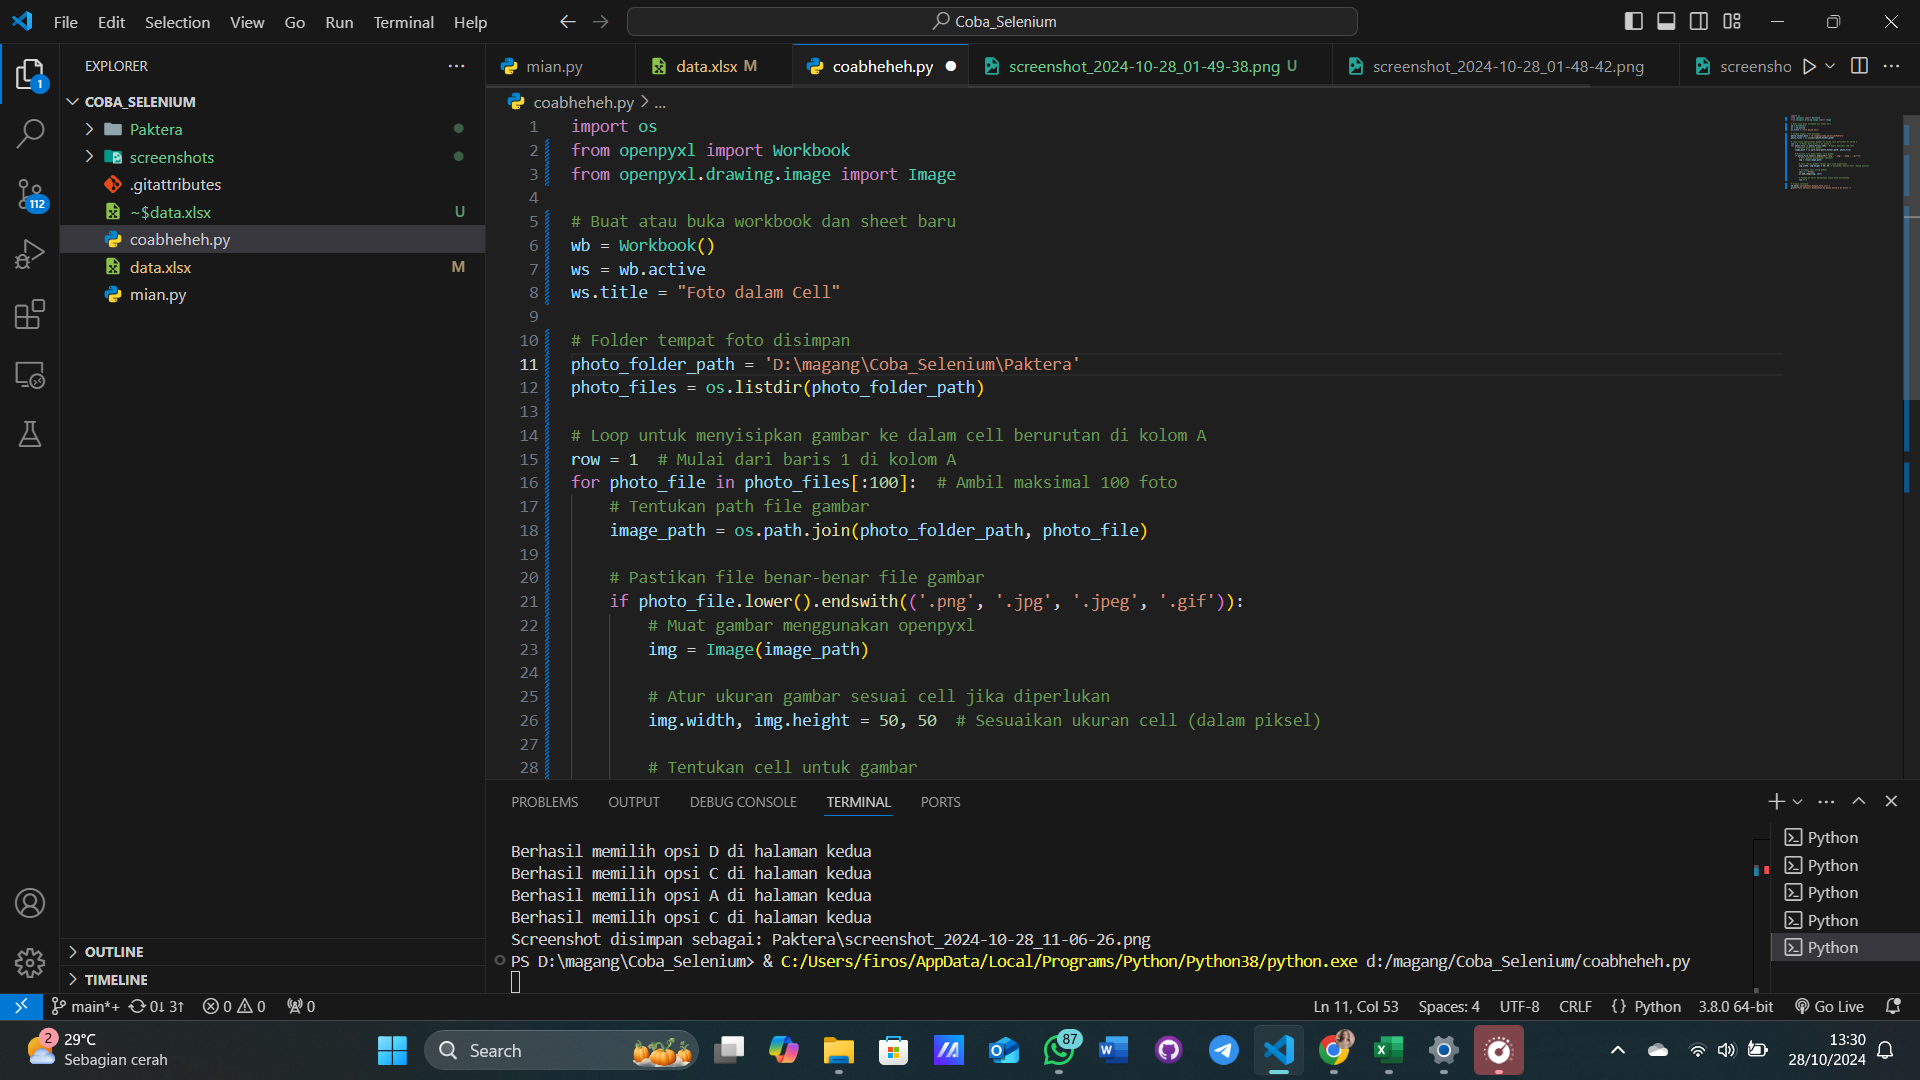 File Edit Selection View Go Run Terminal Help
Coba_Selenium
EXPLORER
COBA_SELENIUM
Paktera
screenshots
.gitattributes
~$data.xlsx U
coabheheh.py
data.xlsx M
mian.py
OUTLINE
TIMELINE
1
112
mian.py data.xlsx M coabheheh.py screenshot_2024-10-28_01-49-38.png U screenshot_2024-10-28_01-48-42.png screensho
coabheheh.py > ...
1 import os
2 from openpyxl import Workbook
3 from openpyxl.drawing.image import Image
4
5 # Buat atau buka workbook dan sheet baru
6 wb = Workbook()
7 ws = wb.active
8 ws.title = "Foto dalam Cell"
9
10 # Folder tempat foto disimpan
11 photo_folder_path = 'D:\magang\Coba_Selenium\Paktera'
12 photo_files = os.listdir(photo_folder_path)
13
14 # Loop untuk menyisipkan gambar ke dalam cell berurutan di kolom A
15 row = 1  # Mulai dari baris 1 di kolom A
16 for photo_file in photo_files[:100]:  # Ambil maksimal 100 foto
17     # Tentukan path file gambar
18     image_path = os.path.join(photo_folder_path, photo_file)
19
20     # Pastikan file benar-benar file gambar
21     if photo_file.lower().endswith(('.png', '.jpg', '.jpeg', '.gif')):
22         # Muat gambar menggunakan openpyxl
23         img = Image(image_path)
24
25         # Atur ukuran gambar sesuai cell jika diperlukan
26         img.width, img.height = 50, 50  # Sesuaikan ukuran cell (dalam piksel)
27
28         # Tentukan cell untuk gambar
PROBLEMS OUTPUT DEBUG CONSOLE TERMINAL PORTS
Berhasil memilih opsi D di halaman kedua
Berhasil memilih opsi C di halaman kedua
Berhasil memilih opsi A di halaman kedua
Berhasil memilih opsi C di halaman kedua
Screenshot disimpan sebagai: Paktera\screenshot_2024-10-28_11-06-26.png
PS D:\magang\Coba_Selenium> & C:/Users/firos/AppData/Local/Programs/Python/Python38/python.exe d:/magang/Coba_Selenium/coabheheh.py
Python
Python
Python
Python
Python
main*+ 0↓ 3↑ 0 0 0
Ln 11, Col 53 Spaces: 4 UTF-8 CRLF {} Python 3.8.0 64-bit Go Live
2
29°C
Sebagian cerah
Search
87
13:30
28/10/2024